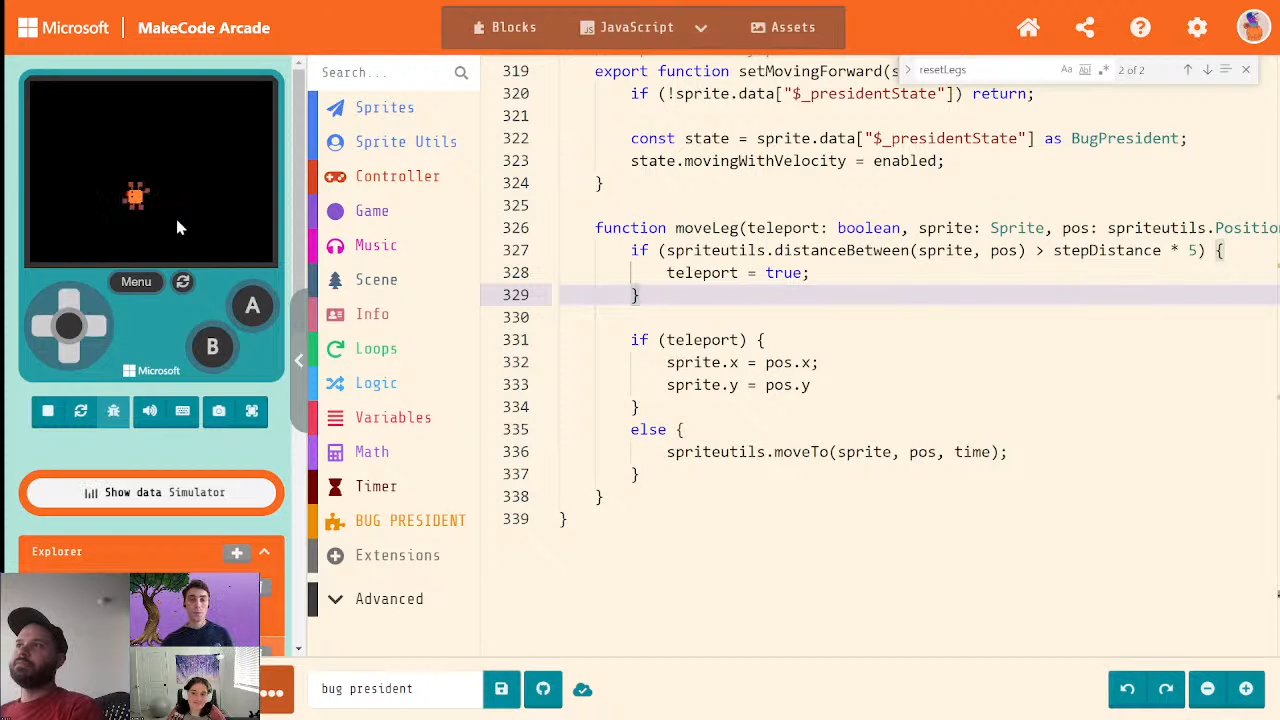 Microsoft | MakeCode Arcade
Blocks
JavaScript
Assets
Search...
resetLegs
2 of 2
Sprites
Sprite Utils
Controller
Game
Music
Scene
Info
Loops
Logic
Variables
Math
Timer
BUG PRESIDENT
Extensions
Advanced
Menu
A
B
Microsoft
Show data Simulator
Explorer
319 export function setMovingForward(s
320 if (!sprite.data["$_presidentState"]) return;
321
322 const state = sprite.data["$_presidentState"] as BugPresident;
323 state.movingWithVelocity = enabled;
324 }
325
326 function moveLeg(teleport: boolean, sprite: Sprite, pos: spriteutils.Positio
327 if (spriteutils.distanceBetween(sprite, pos) > stepDistance * 5) {
328 teleport = true;
329 }
330
331 if (teleport) {
332 sprite.x = pos.x;
333 sprite.y = pos.y
334 }
335 else {
336 spriteutils.moveTo(sprite, pos, time);
337 }
338 }
339 }
bug president